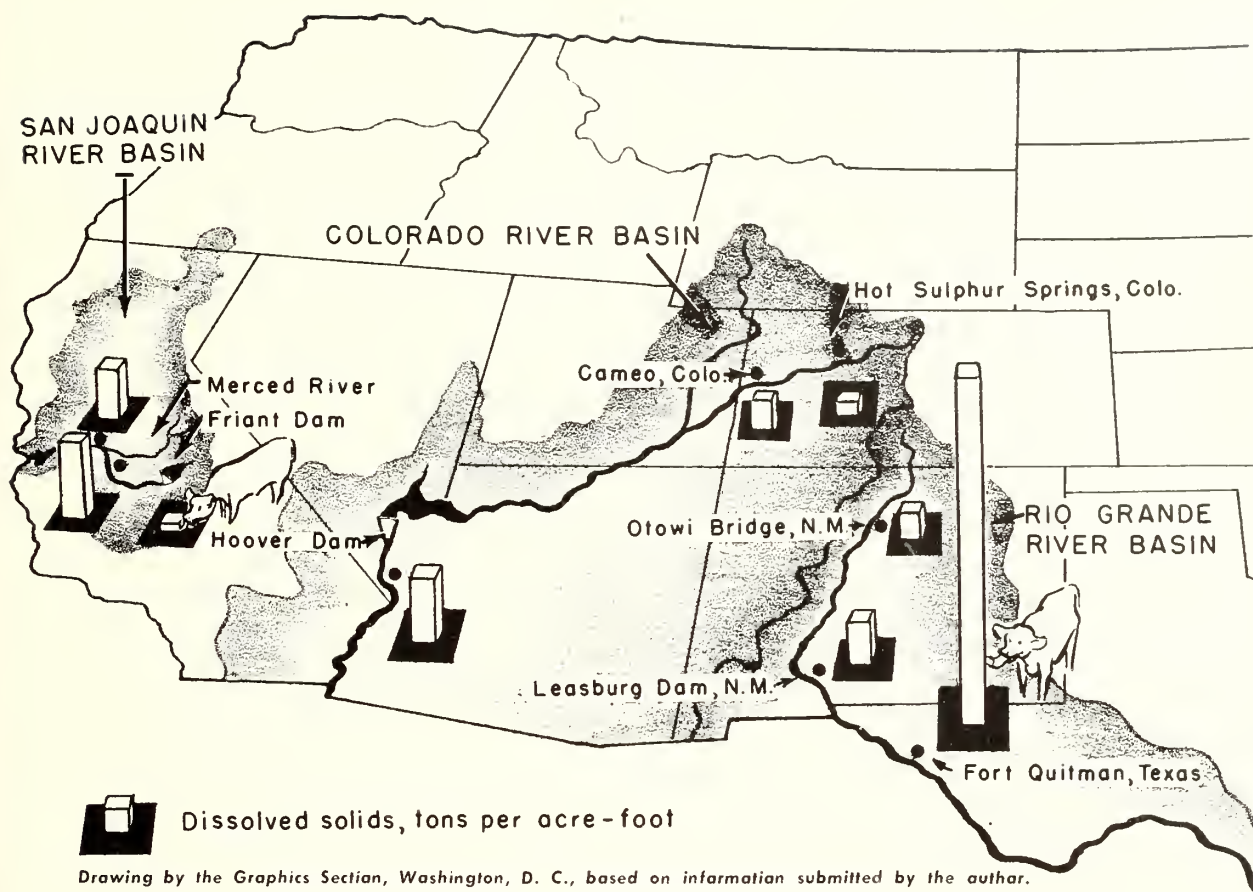 SAN JOAQUIN
RIVER BASIN
COLORADO RIVER BASIN
Hot Sulphur Springs, Colo.
Cameo, Colo.
Merced River
Friant Dam
Hoover Dam
Otowi Bridge, N.M.
RIO GRANDE
RIVER BASIN
Leasburg Dam, N.M.
Fort Quitman, Texas
Dissolved solids, tons per acre-foot
Drawing by the Graphics Section, Washington, D. C., based on information submitted by the author.